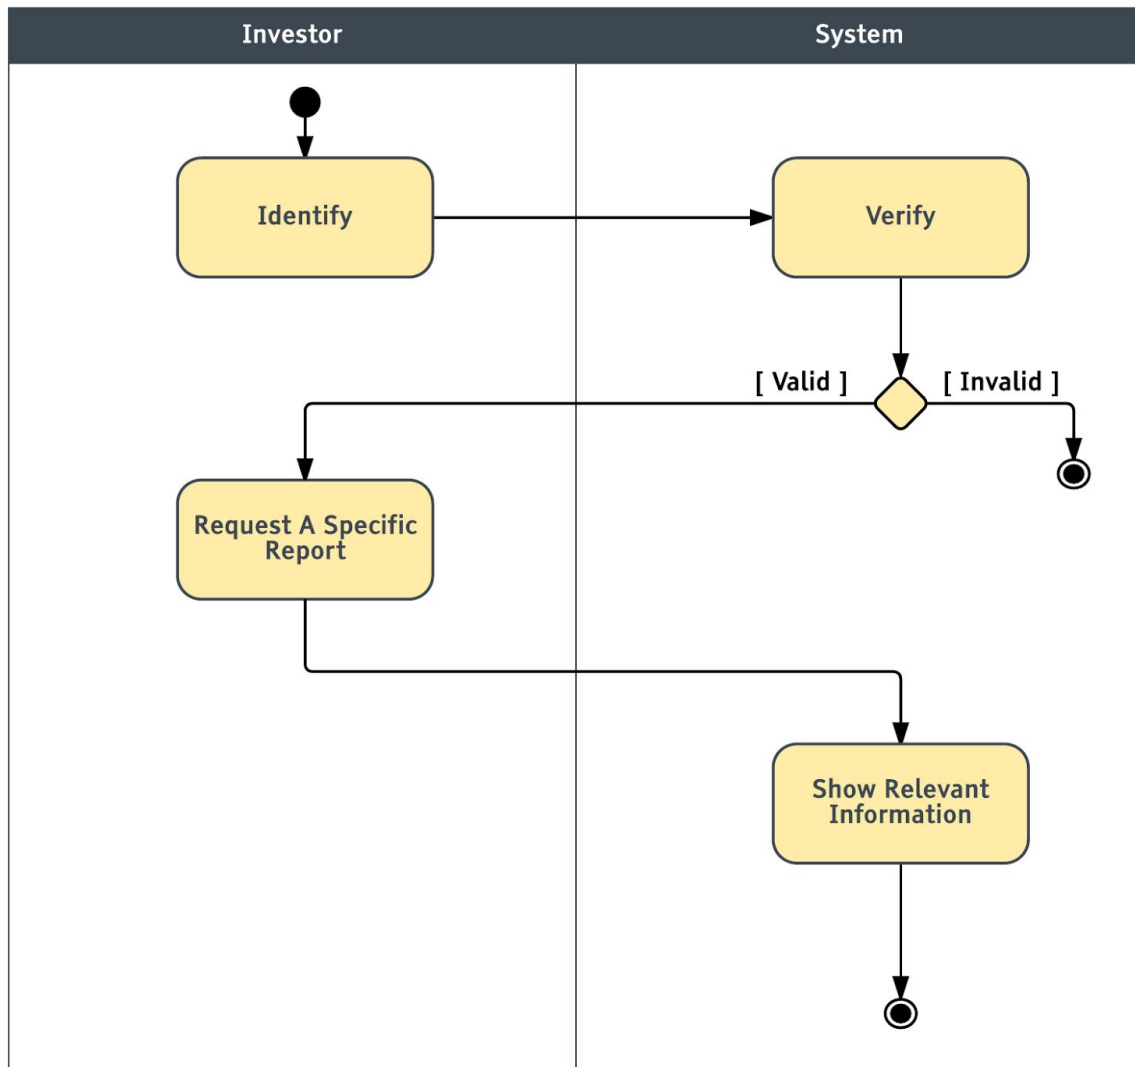 Investor
System
Identify
Verify
[ Valid ]
[ Invalid ]
Request A Specific
Report
Show Relevant
Information